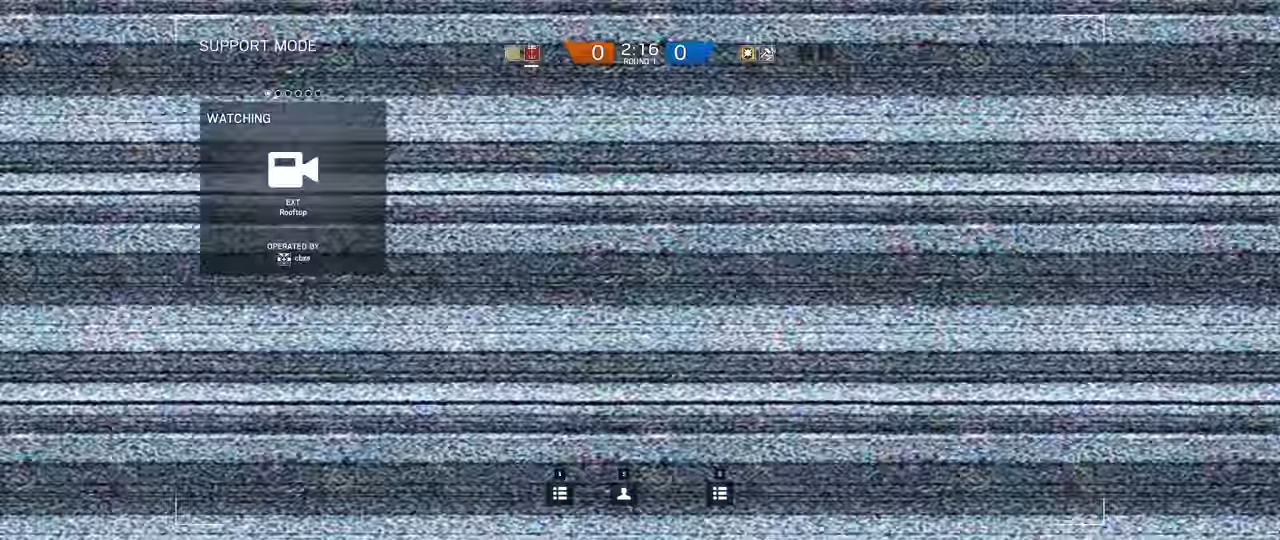 SUPPORT MODE
0 2:16 0
ROUND 1
WATCHING
EXT
Rooftop
OPERATED BY